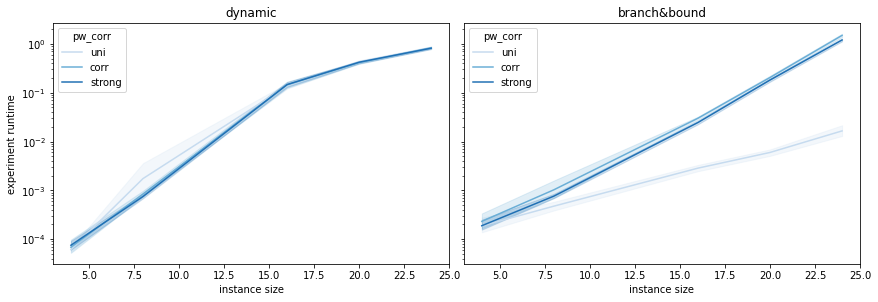 dynamic
pw_corr
uni
corr
strong
experiment runtime
10⁰
10⁻¹
10⁻²
10⁻³
10⁻⁴
5.0 7.5 10.0 12.5 15.0 17.5 20.0 22.5 25.0
instance size
branch&bound
pw_corr
uni
corr
strong
5.0 7.5 10.0 12.5 15.0 17.5 20.0 22.5 25.0
instance size